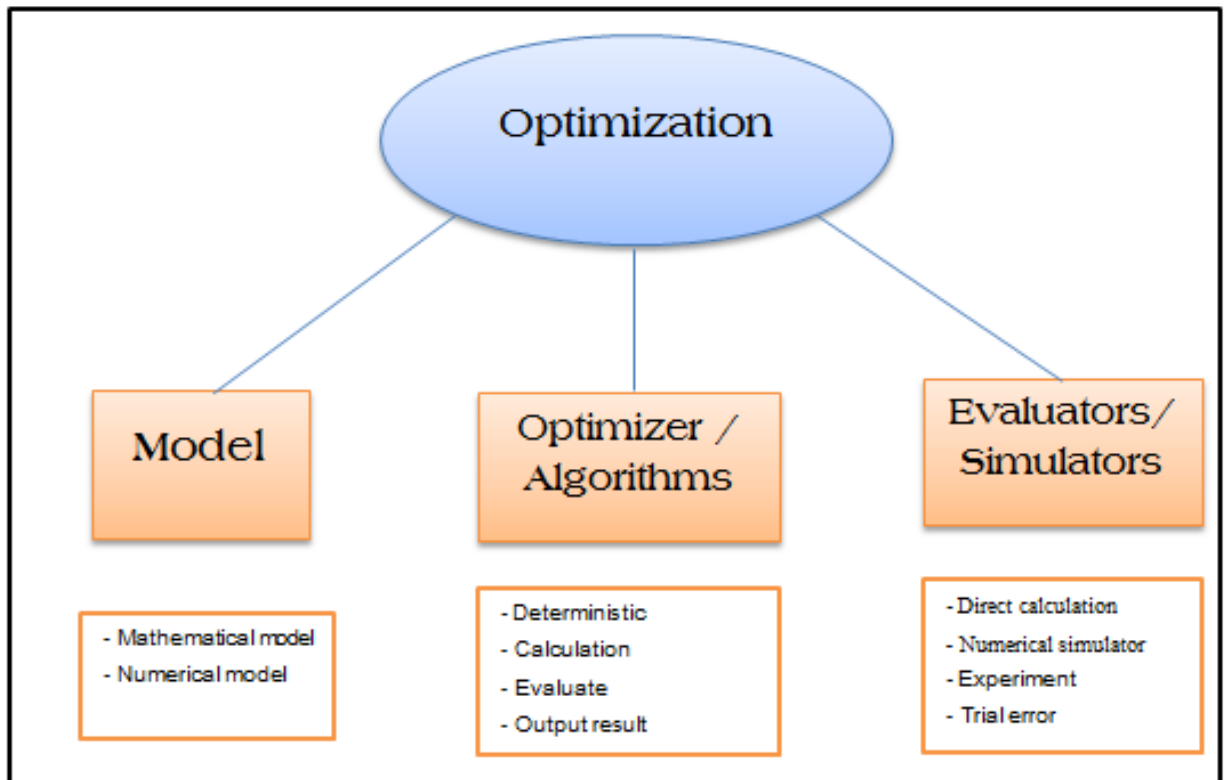 Optimization
Model
Optimizer /
Algorithms
Evaluators/
Simulators
- Mathematical model
- Numerical model
- Deterministic
- Calculation
- Evaluate
- Output result
- Direct calculation
- Numerical simulator
- Experiment
- Trial error